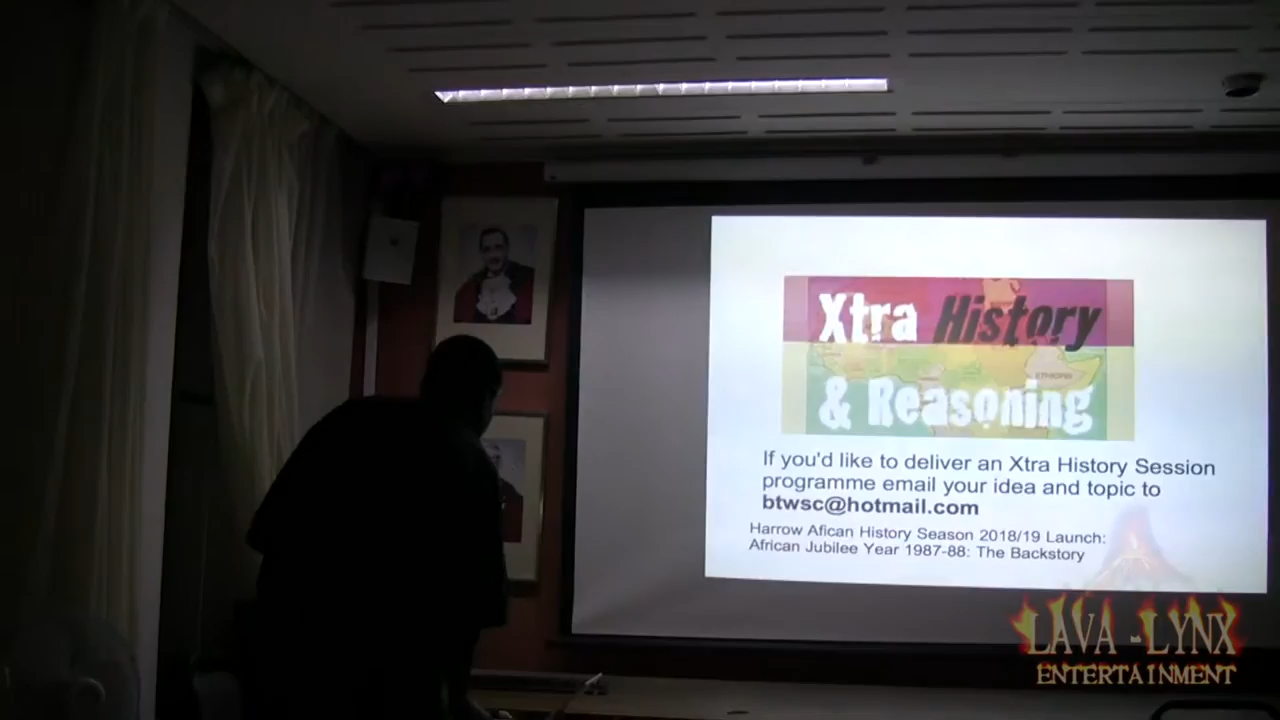 Xtra History
ETHIOPIA
& Reasoning
If you'd like to deliver an Xtra History Session
programme email your idea and topic to
btwsc@hotmail.com
Harrow Afican History Season 2018/19 Launch:
African Jubilee Year 1987-88: The Backstory
LAVA-LYNX
ENTERTAINMENT